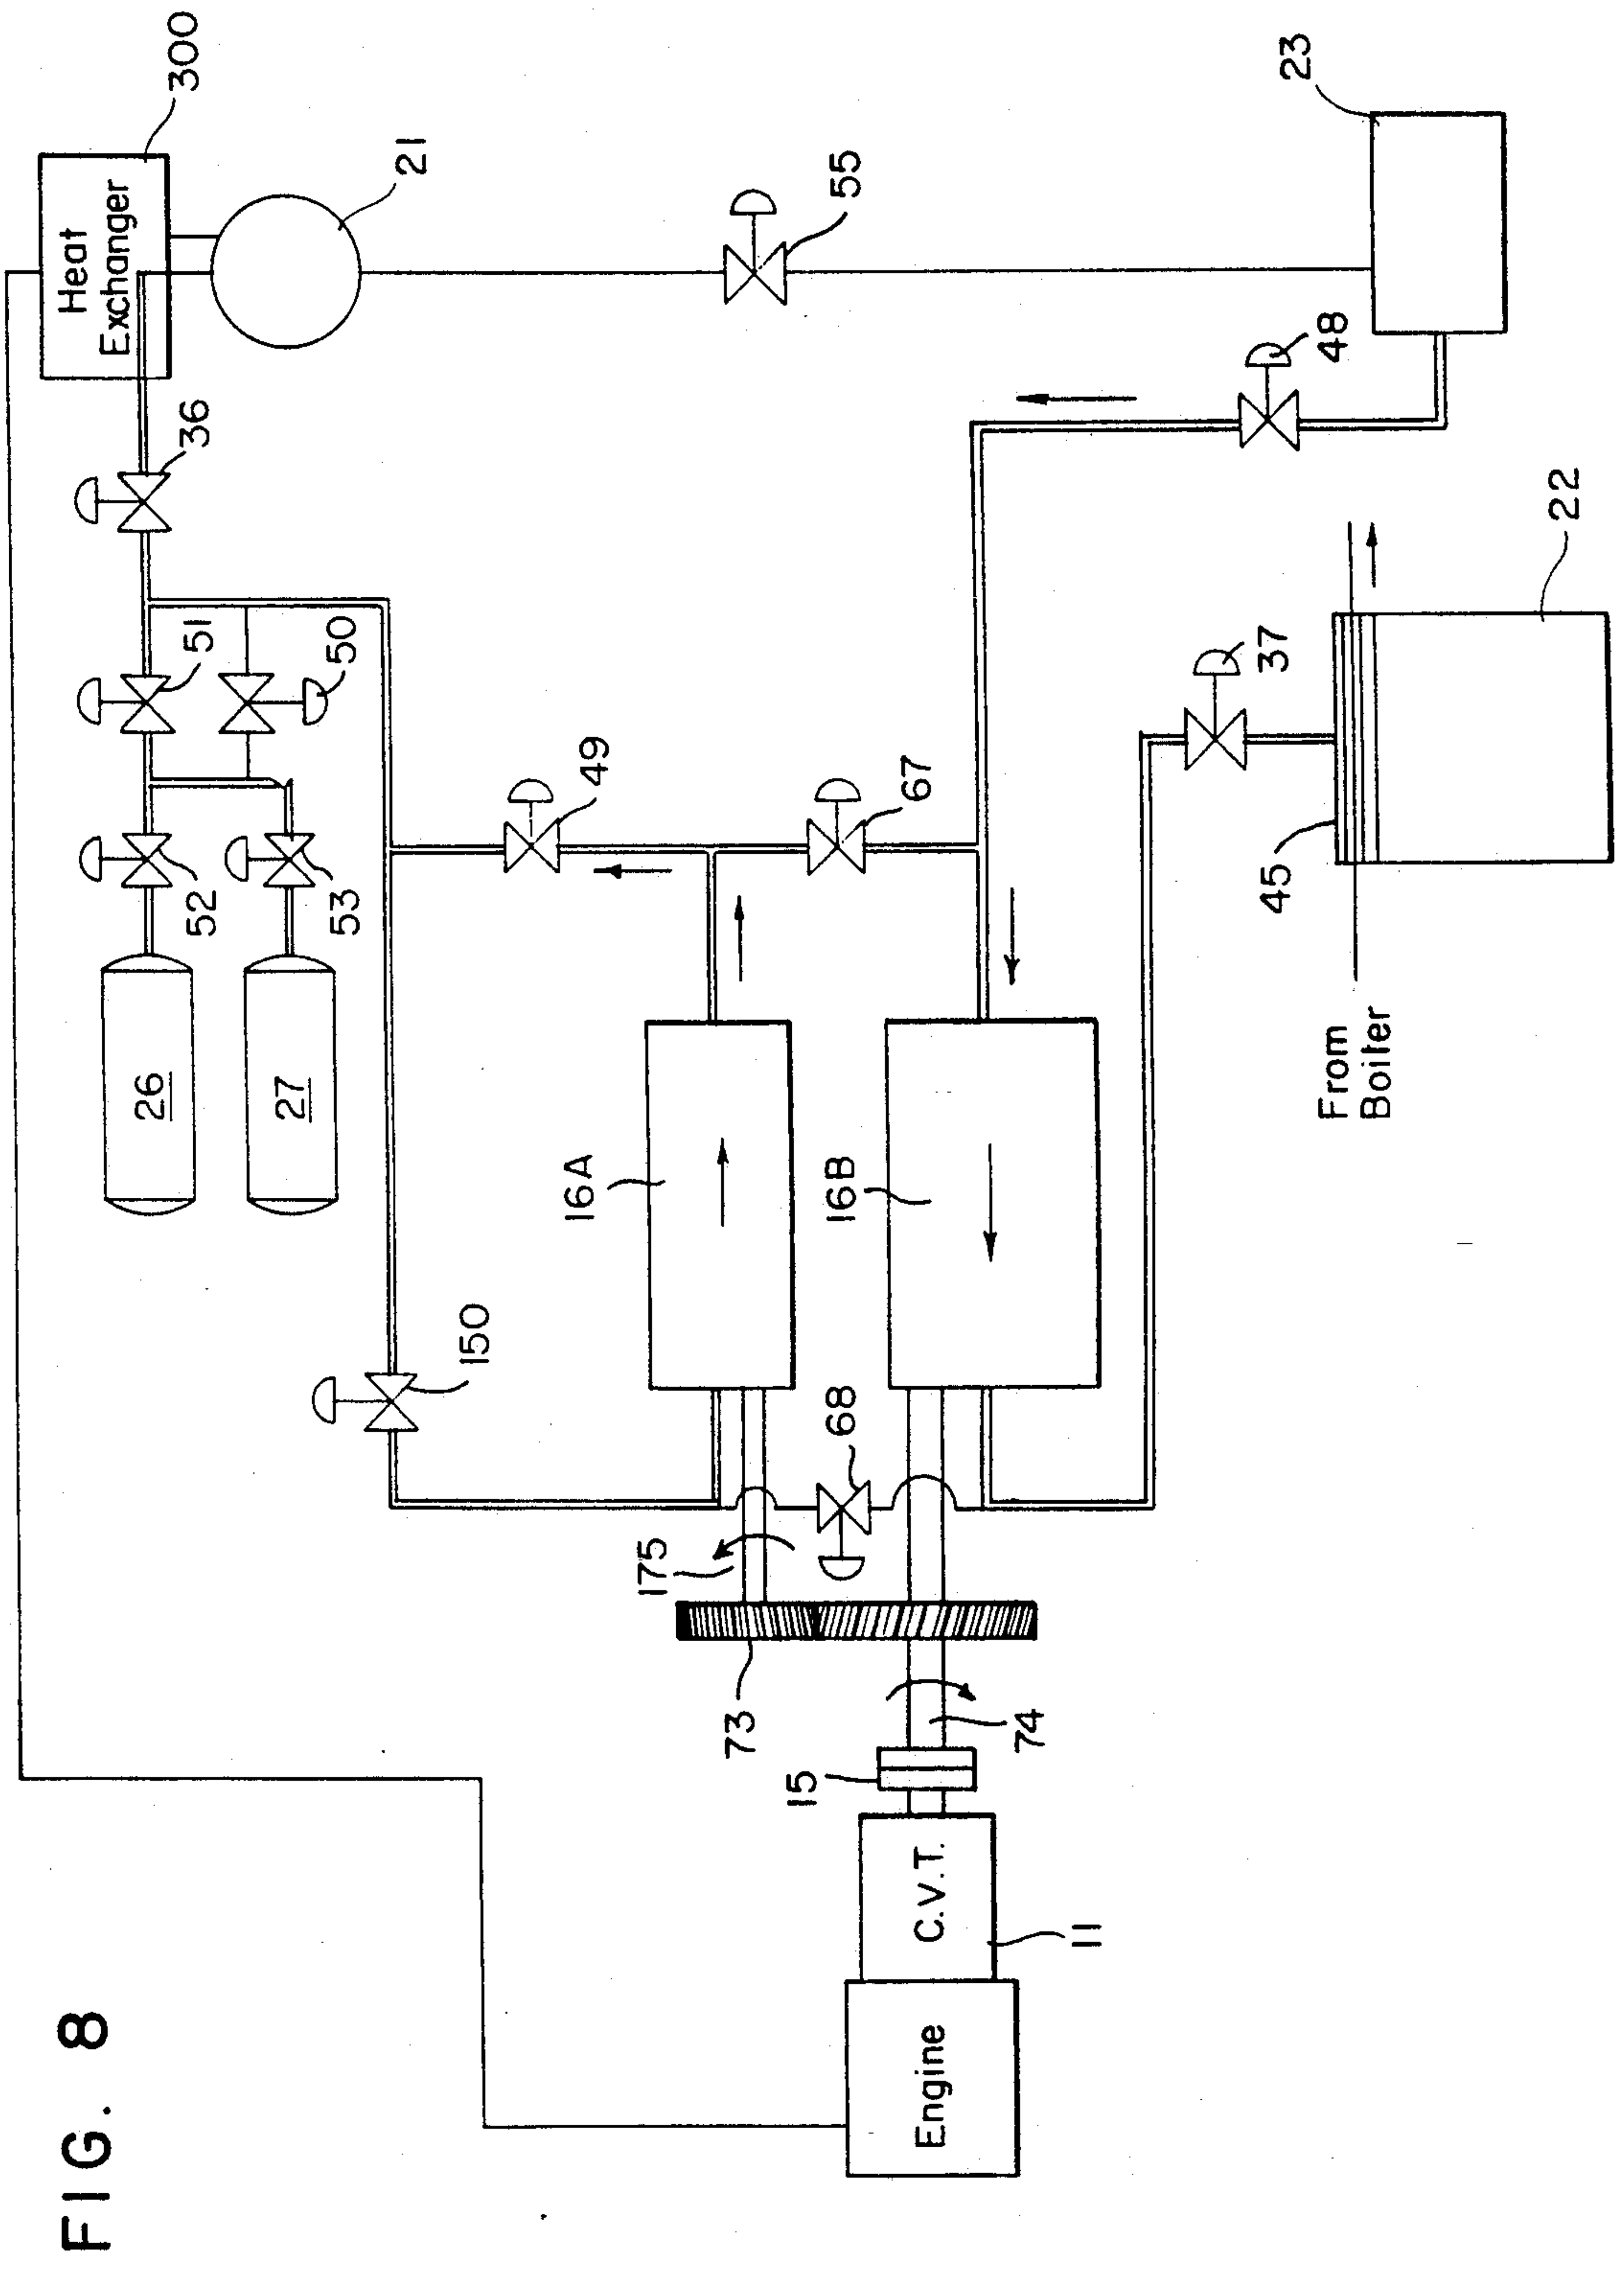 FIG. 8
Heat
Exchanger
300
36
51
52
26
27
53
50
21
150
16A
49
175
73
15
68
16B
67
55
Engine
C.V.T.
11
74
45
37
48
23
From
Boiler
22